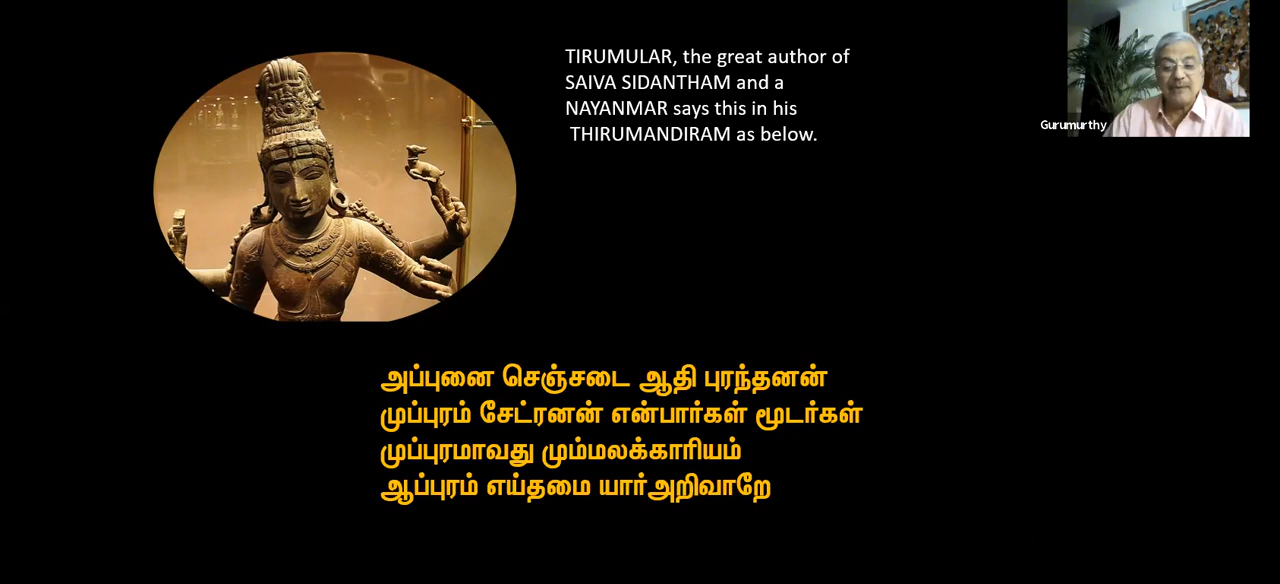 TIRUMULAR, the great author of
SAIVA SIDANTHAM and a
NAYANMAR says this in his
THIRUMANDIRAM as below.
Gurumurthy
அப்புனை செஞ்சடை ஆதி புரந்தனன்
முப்புரம் சேட்ரனன் என்பார்கள் மூடர்கள்
முப்புரமாவது மும்மலக்காரியம்
ஆப்புரம் எய்தமை யார்அறிவாறே